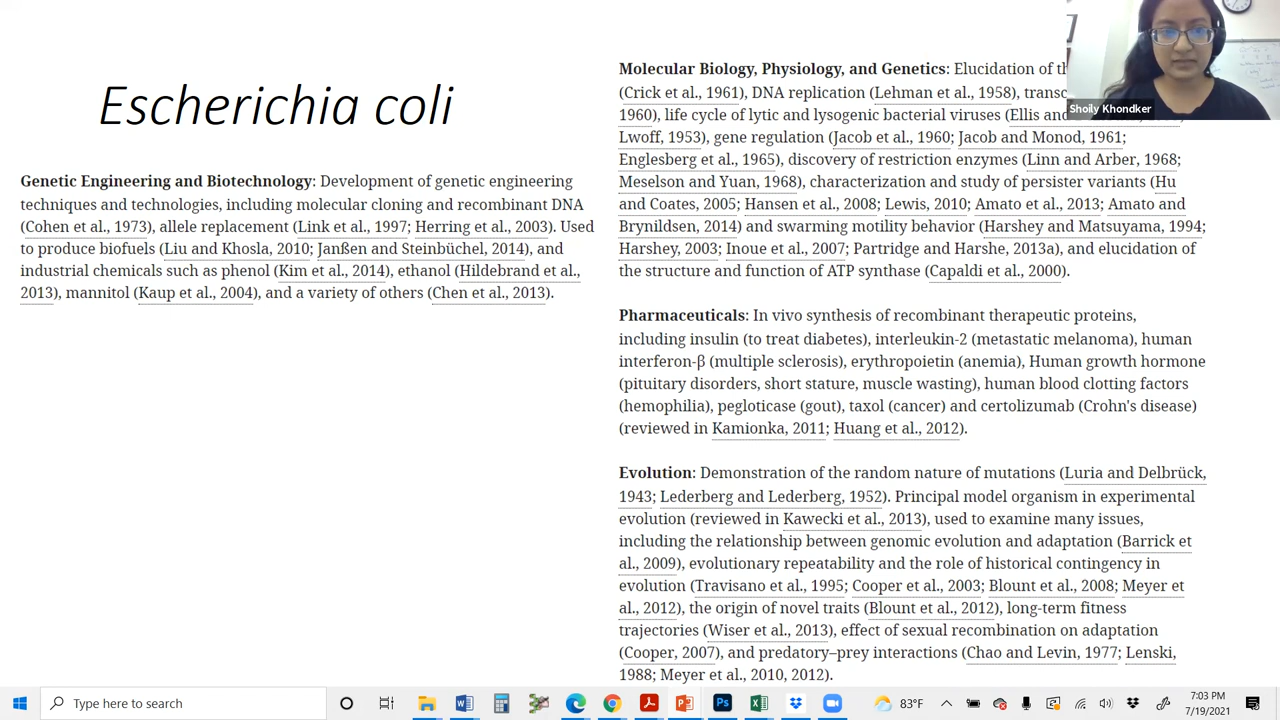 Escherichia coli
Genetic Engineering and Biotechnology: Development of genetic engineering
techniques and technologies, including molecular cloning and recombinant DNA
(Cohen et al., 1973), allele replacement (Link et al., 1997; Herring et al., 2003). Used
to produce biofuels (Liu and Khosla, 2010; Janßen and Steinbüchel, 2014), and
industrial chemicals such as phenol (Kim et al., 2014), ethanol (Hildebrand et al.,
2013), mannitol (Kaup et al., 2004), and a variety of others (Chen et al., 2013).
Molecular Biology, Physiology, and Genetics: Elucidation of
(Crick et al., 1961), DNA replication (Lehman et al., 1958),
1960), life cycle of lytic and lysogenic bacterial viruses (Ellis
Lwoff, 1953), gene regulation (Jacob et al., 1960; Jacob and Monod, 1961;
Englesberg et al., 1965), discovery of restriction enzymes (Linn and Arber, 1968;
Meselson and Yuan, 1968), characterization and study of persister variants (Hu
and Coates, 2005; Hansen et al., 2008; Lewis, 2010; Amato et al., 2013; Amato and
Brynildsen, 2014) and swarming motility behavior (Harshey and Matsuyama, 1994;
Harshey, 2003; Inoue et al., 2007; Partridge and Harshe, 2013a), and elucidation of
the structure and function of ATP synthase (Capaldi et al., 2000).
Pharmaceuticals: In vivo synthesis of recombinant therapeutic proteins,
including insulin (to treat diabetes), interleukin-2 (metastatic melanoma), human
interferon-β (multiple sclerosis), erythropoietin (anemia), Human growth hormone
(pituitary disorders, short stature, muscle wasting), human blood clotting factors
(hemophilia), pegloticase (gout), taxol (cancer) and certolizumab (Crohn's disease)
(reviewed in Kamionka, 2011; Huang et al., 2012).
Evolution: Demonstration of the random nature of mutations (Luria and Delbrück,
1943; Lederberg and Lederberg, 1952). Principal model organism in experimental
evolution (reviewed in Kawecki et al., 2013), used to examine many issues,
including the relationship between genomic evolution and adaptation (Barrick et
al., 2009), evolutionary repeatability and the role of historical contingency in
evolution (Travisano et al., 1995; Cooper et al., 2003; Blount et al., 2008; Meyer et
al., 2012), the origin of novel traits (Blount et al., 2012), long-term fitness
trajectories (Wiser et al., 2013), effect of sexual recombination on adaptation
(Cooper, 2007), and predatory–prey interactions (Chao and Levin, 1977; Lenski,
1988; Meyer et al., 2010, 2012).
Shoily Khondker
Type here to search
83°F
7:03 PM
7/19/2021